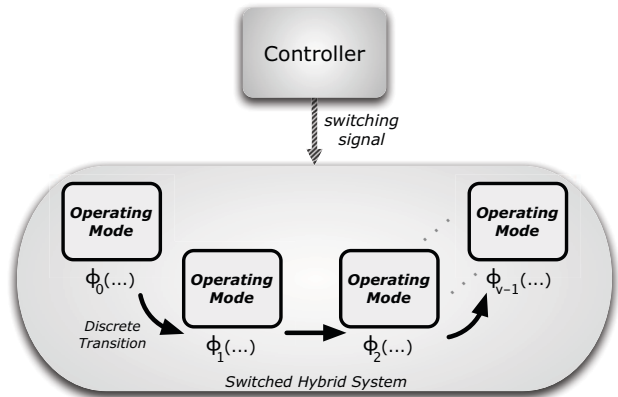 Controller
switching
signal
Operating
Mode
ϕ0(...)
Operating
Mode
ϕ1(...)
Operating
Mode
ϕ2(...)
Operating
Mode
ϕv-1(...)
Discrete
Transition
Switched Hybrid System